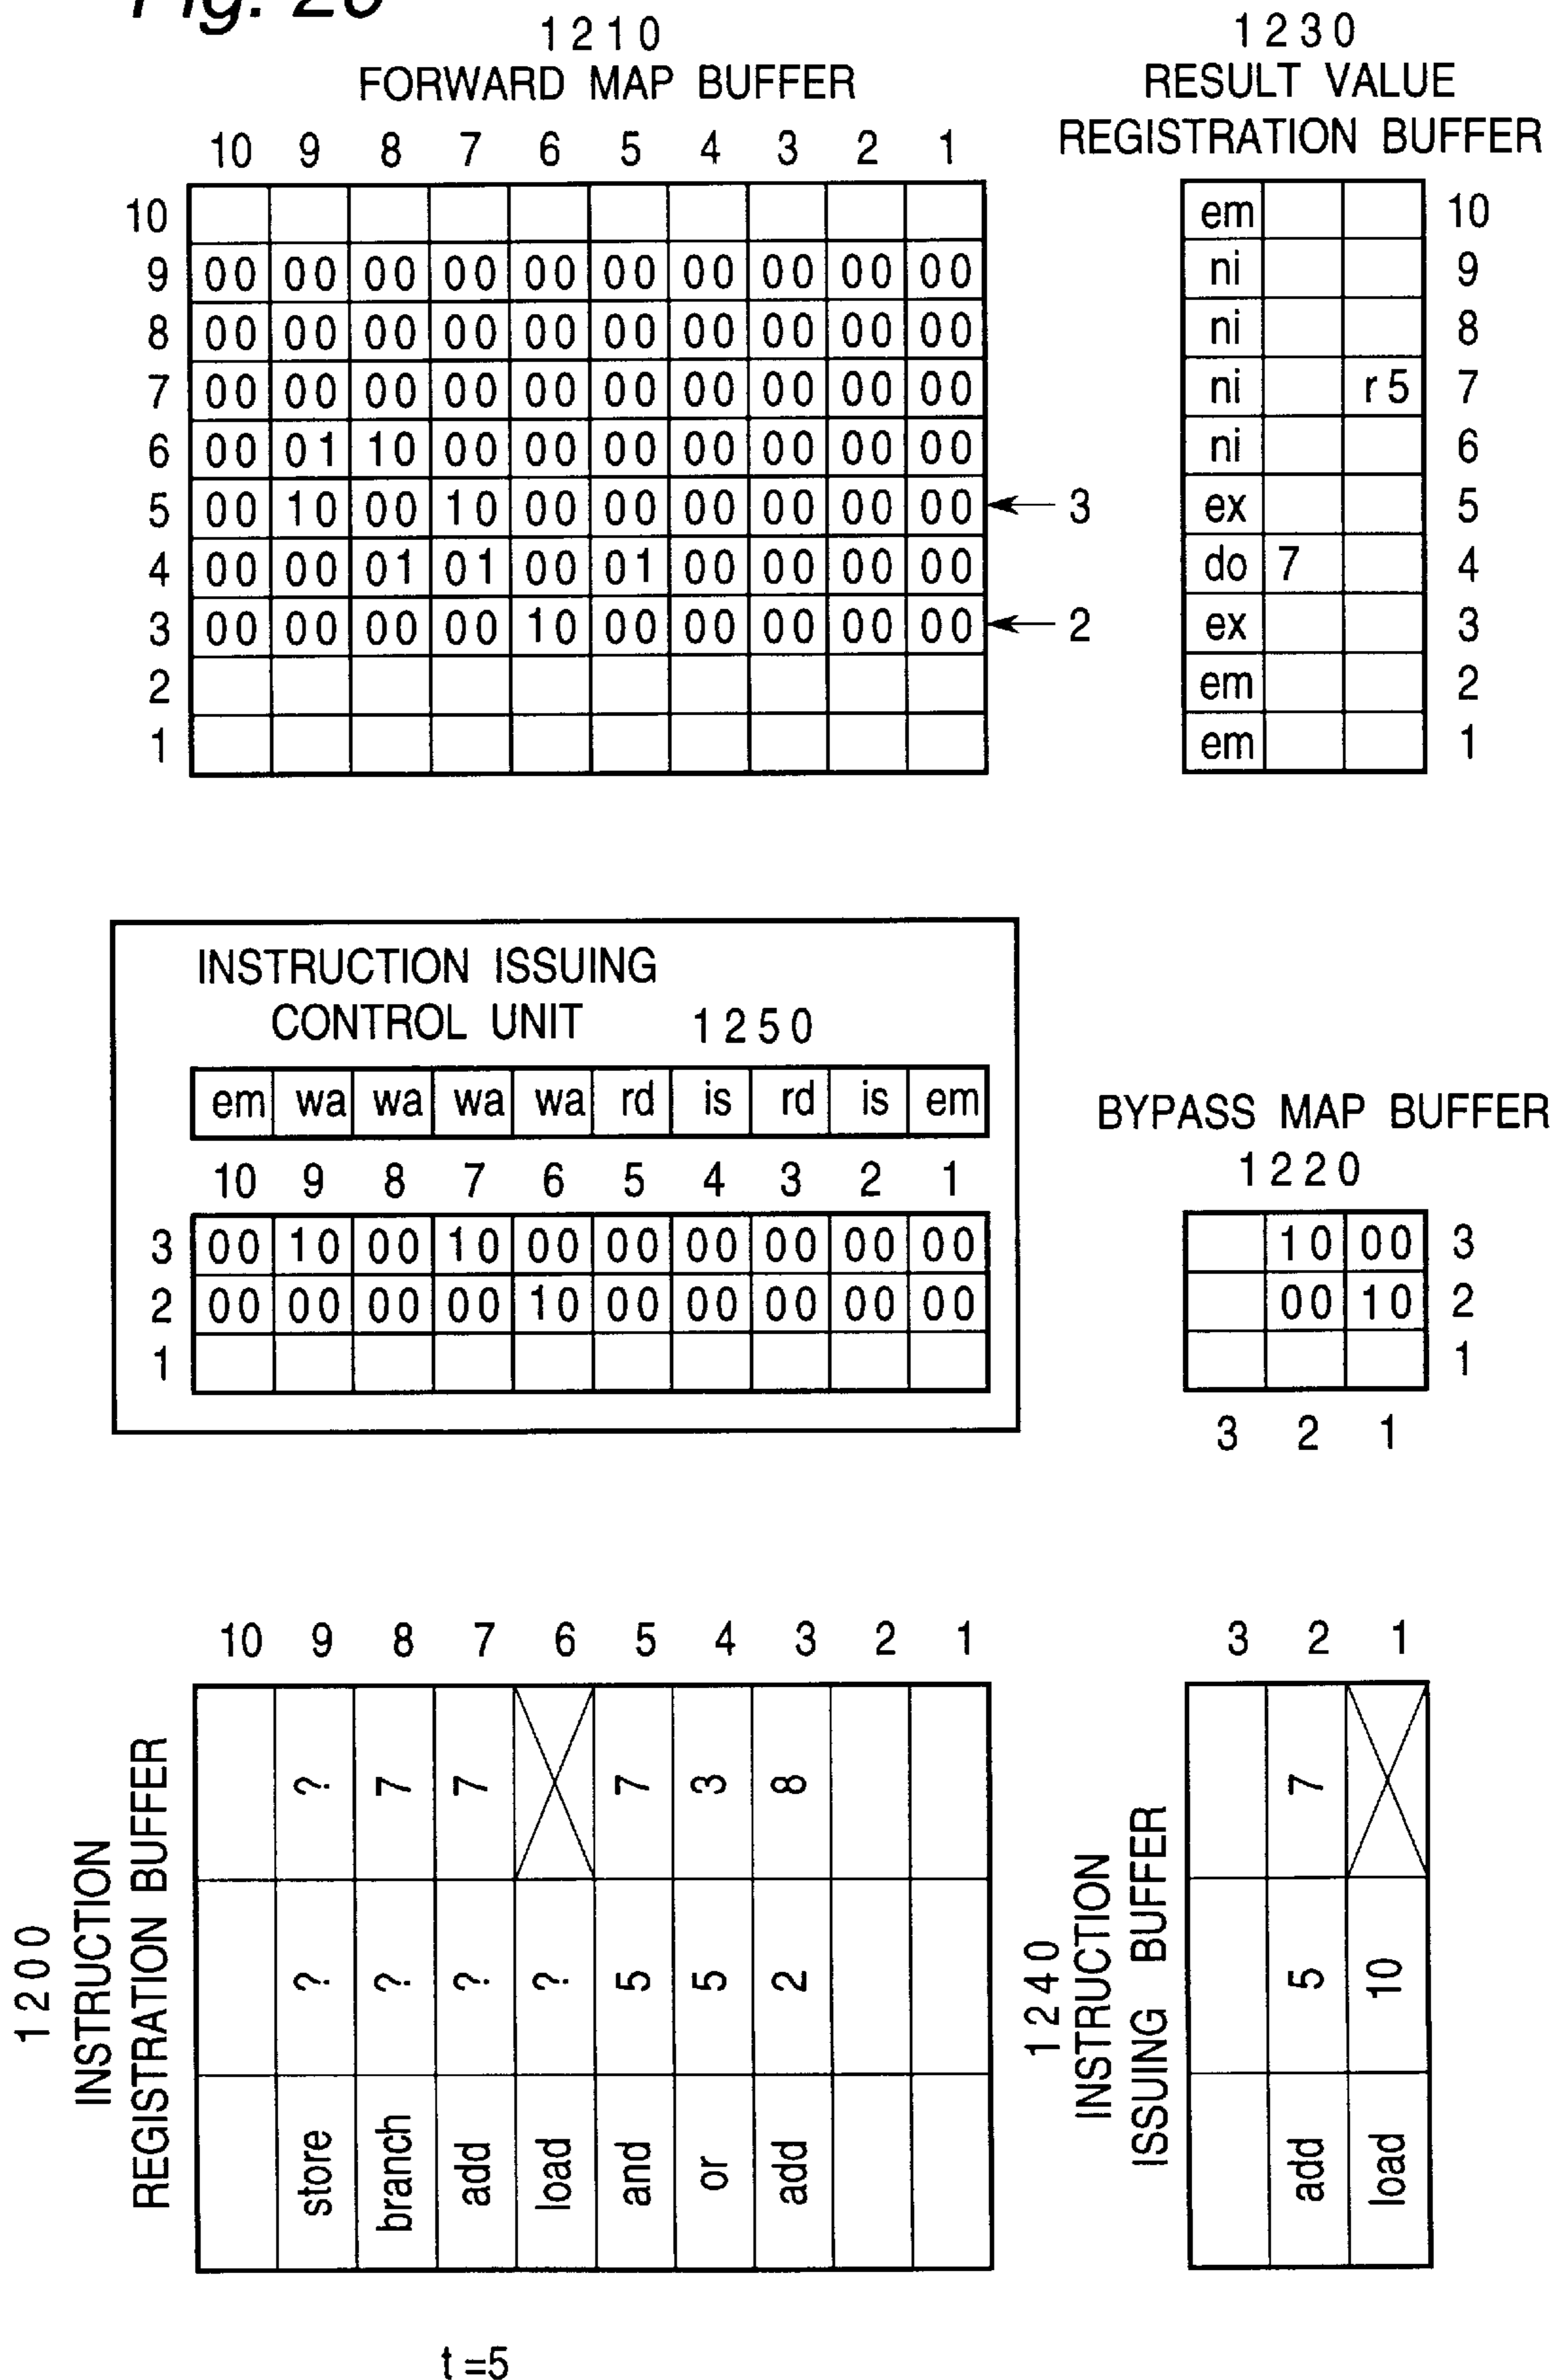 1210
FORWARD MAP BUFFER
10 9 8 7 6 5 4 3 2 1
10
9 00 00 00 00 00 00 00 00 00 00
8 00 00 00 00 00 00 00 00 00 00
7 00 00 00 00 00 00 00 00 00 00
6 00 01 10 00 00 00 00 00 00 00
5 00 10 00 10 00 00 00 00 00 00 3
4 00 00 01 01 00 01 00 00 00 00
3 00 00 00 00 10 00 00 00 00 00 2
2
1
1230
RESULT VALUE
REGISTRATION BUFFER
em 10
ni 9
ni 8
ni r5 7
ni 6
ex 5
do 7 4
ex 3
em 2
em 1
INSTRUCTION ISSUING
CONTROL UNIT 1250
em wa wa wa wa rd is rd is em
10 9 8 7 6 5 4 3 2 1
3 00 10 00 10 00 00 00 00 00 00
2 00 00 00 00 10 00 00 00 00 00
1
BYPASS MAP BUFFER
1220
10 00 3
00 10 2
1
3 2 1
1200
INSTRUCTION
REGISTRATION BUFFER
10 9 8 7 6 5 4 3 2 1
? 7 7 7 3 8
? ? ? ? 5 5 2
store branch add load and or add
1240
INSTRUCTION
ISSUING BUFFER
3 2 1
7
5 10
add load
t=5